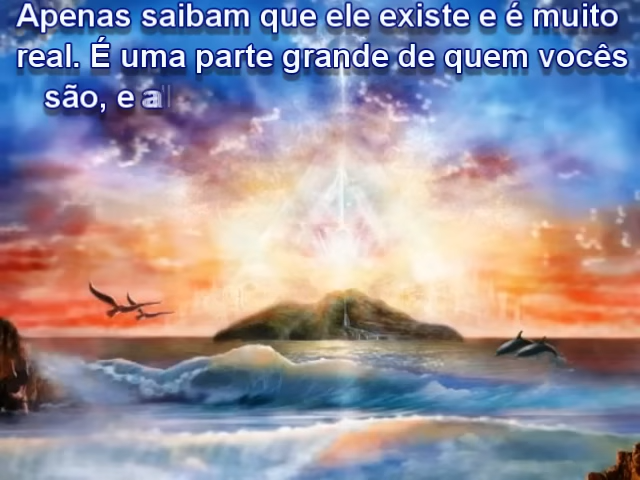 Apenas saibam que ele existe e é muito
real. É uma parte grande de quem vocês
são, e